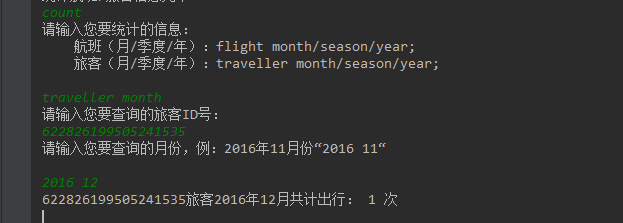 count
请输入您要统计的信息：
航班（月/季度/年）：flight month/season/year;
旅客（月/季度/年）：traveller month/season/year;
traveller month
请输入您要查询的旅客ID号：
622826199505241535
请输入您要查询的月份，例：2016年11月份“2016 11“
2016 12
622826199505241535旅客2016年12月共计出行： 1 次